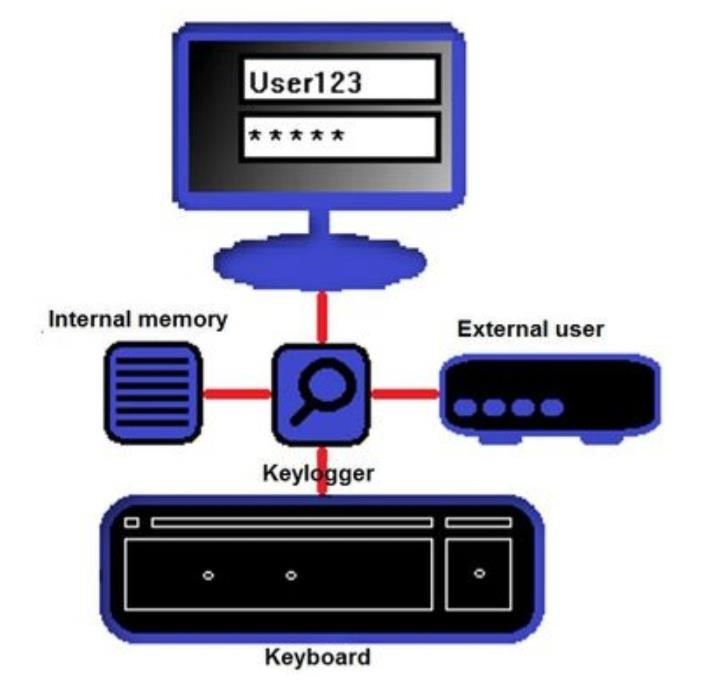 User123
*****
Internal memory
External user
Keylogger
Keyboard